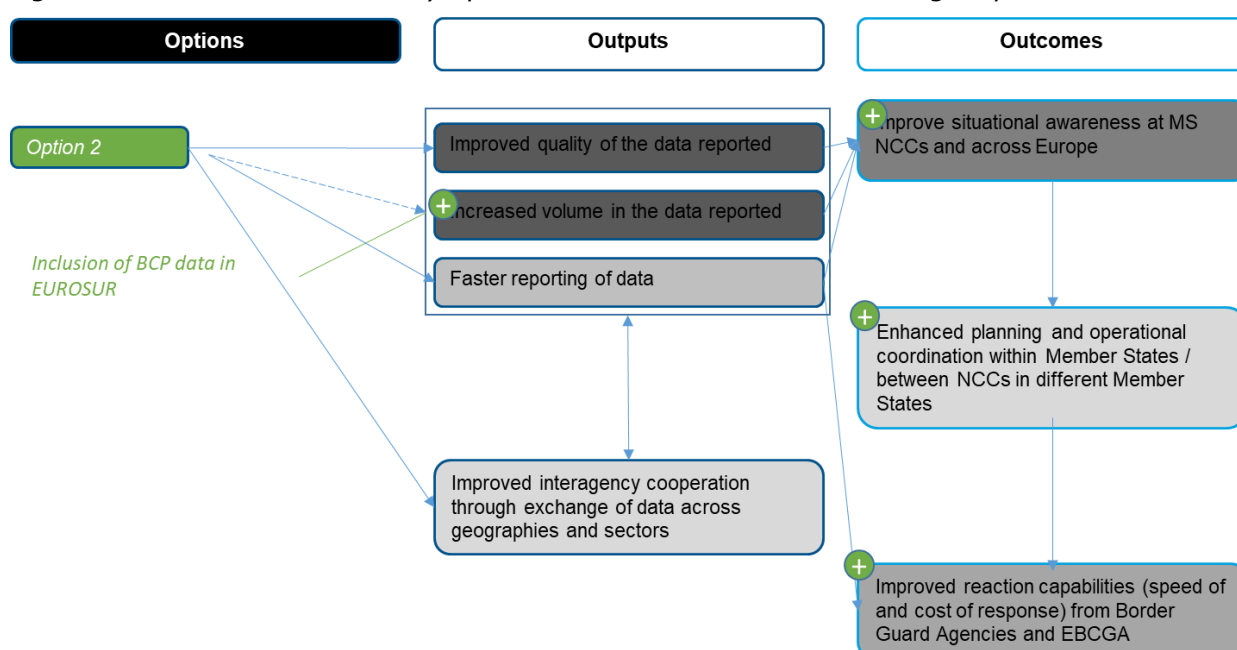 Options
Outputs
Outcomes
Option 2
Improved quality of the data reported
Improve situational awareness at MS
NCCs and across Europe
Increased volume in the data reported
Inclusion of BCP data in
EUROSUR
Faster reporting of data
Enhanced planning and operational
coordination within Member States /
between NCCs in different Member
States
Improved interagency cooperation
through exchange of data across
geographies and sectors
Improved reaction capabilities (speed of
and cost of response) from Border
Guard Agencies and EBCGA